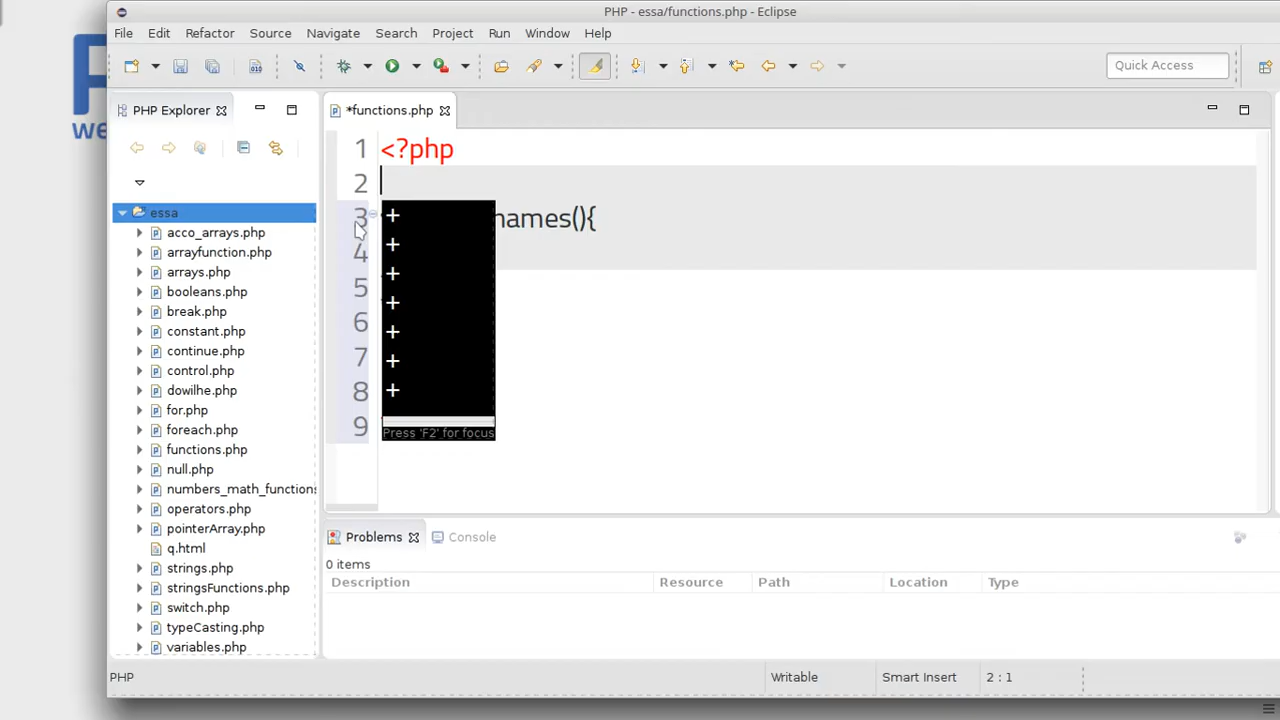 PHP - essa/functions.php - Eclipse
File Edit Refactor Source Navigate Search Project Run Window Help
Quick Access
PHP Explorer
*functions.php
we
essa
acco_arrays.php
arrayfunction.php
arrays.php
booleans.php
break.php
constant.php
continue.php
control.php
dowilhe.php
for.php
foreach.php
functions.php
null.php
numbers_math_functions
operators.php
pointerArray.php
q.html
strings.php
stringsFunctions.php
switch.php
typeCasting.php
variables.php
1 <?php
2
3 names(){
4
5
6
7
8
9
+
+
+
+
+
+
+
Press 'F2' for focus
Problems Console
0 items
Description Resource Path Location Type
PHP Writable Smart Insert 2 : 1